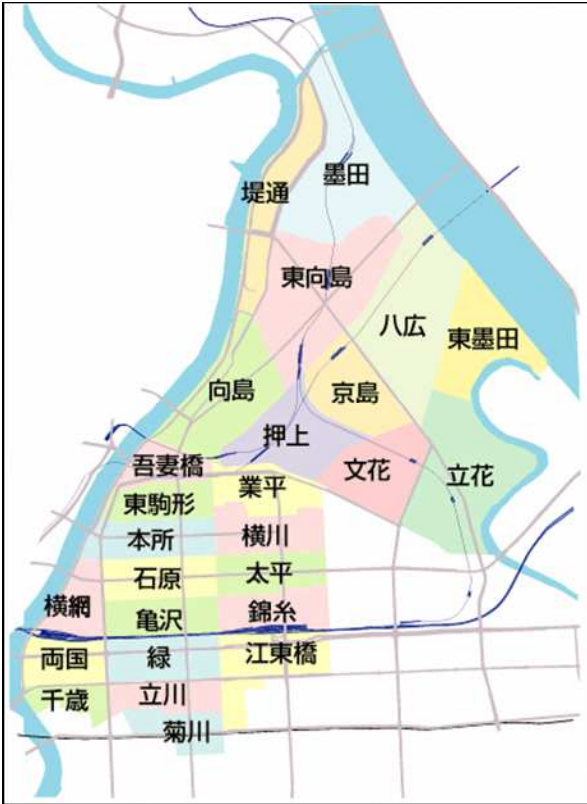 墨田
堤通
東向島
八広
東墨田
向島
京島
押上
吾妻橋
文花
立花
業平
東駒形
本所
横川
石原
太平
横網
亀沢
錦糸
両国
緑
江東橋
千歳
立川
菊川